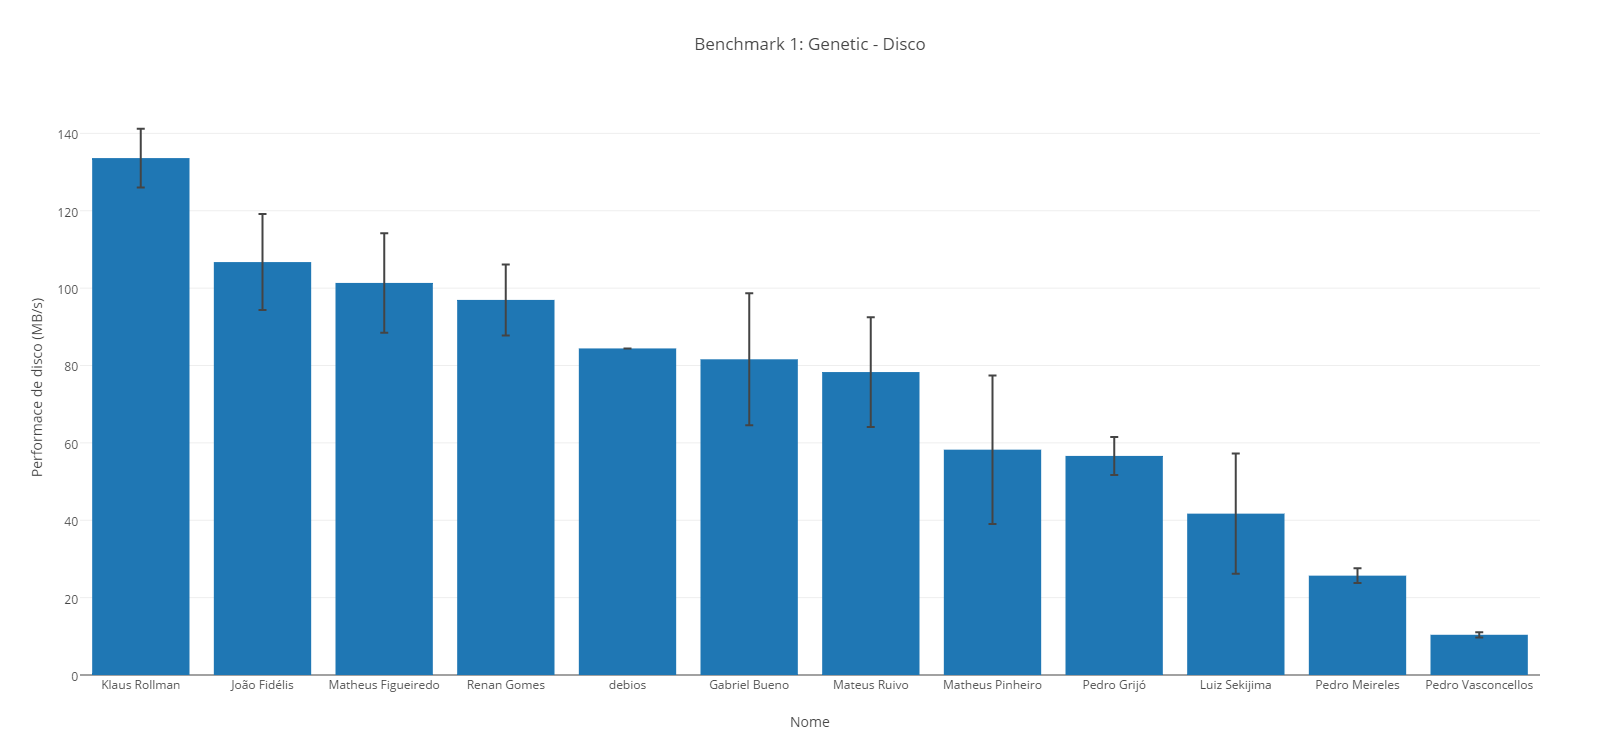 Benchmark 1: Genetic - Disco
Performace de disco (MB/s)
140
120
100
80
60
40
20
0
Klaus Rollman
João Fidélis
Matheus Figueiredo
Renan Gomes
debios
Gabriel Bueno
Mateus Ruivo
Matheus Pinheiro
Pedro Grijó
Luiz Sekijima
Pedro Meireles
Pedro Vasconcellos
Nome